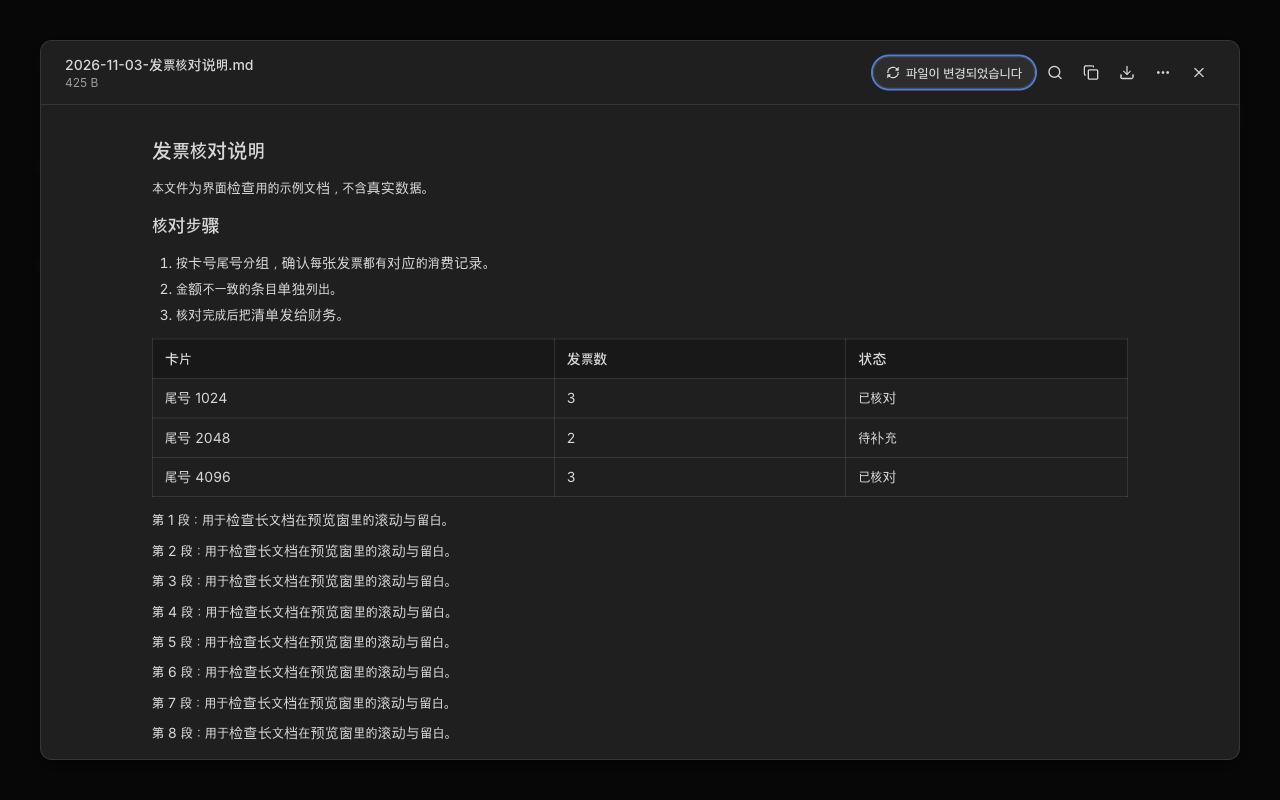 2026-11-03-发票核对说明.md
425 B
파일이 변경되었습니다
发票核对说明
本文件为界面检查用的示例文档，不含真实数据。
核对步骤
1. 按卡号尾号分组，确认每张发票都有对应的消费记录。
2. 金额不一致的条目单独列出。
3. 核对完成后把清单发给财务。
卡片 发票数 状态
尾号 1024 3 已核对
尾号 2048 2 待补充
尾号 4096 3 已核对
第 1 段：用于检查长文档在预览窗里的滚动与留白。
第 2 段：用于检查长文档在预览窗里的滚动与留白。
第 3 段：用于检查长文档在预览窗里的滚动与留白。
第 4 段：用于检查长文档在预览窗里的滚动与留白。
第 5 段：用于检查长文档在预览窗里的滚动与留白。
第 6 段：用于检查长文档在预览窗里的滚动与留白。
第 7 段：用于检查长文档在预览窗里的滚动与留白。
第 8 段：用于检查长文档在预览窗里的滚动与留白。